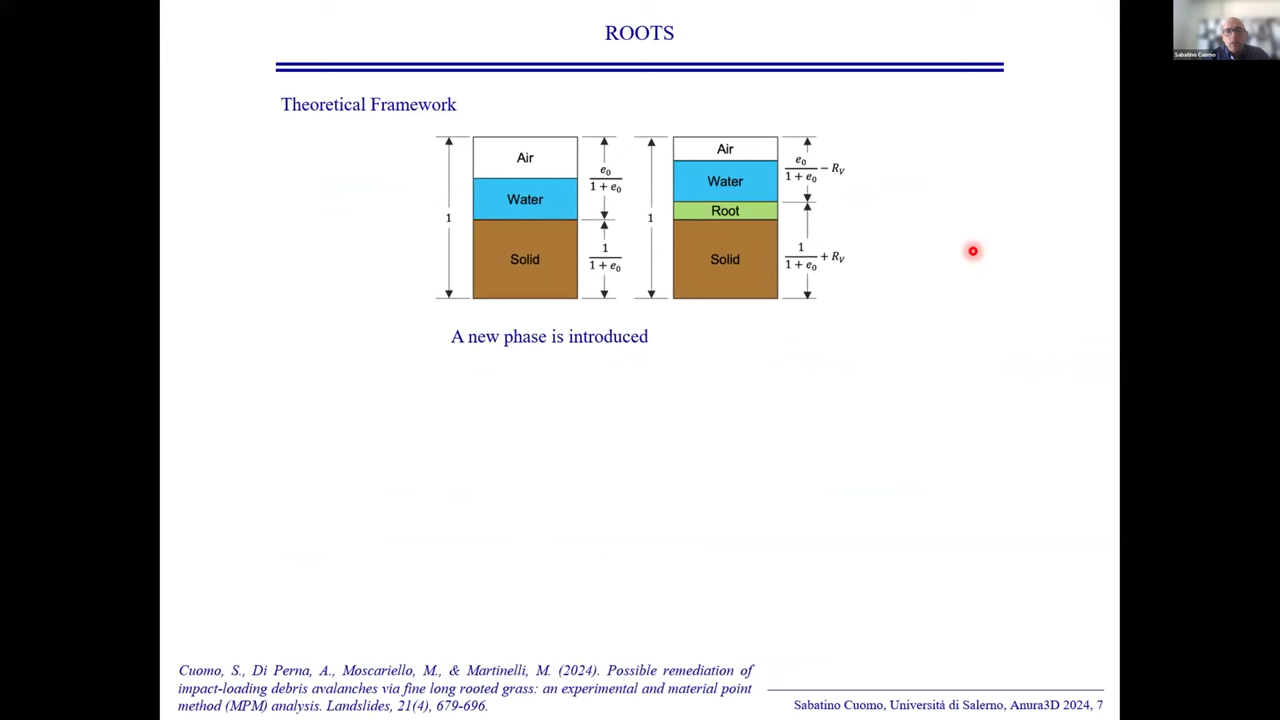 ROOTS
Sabatino Cuomo
Theoretical Framework
1
Air
Water
Solid
e₀/(1 + e₀)
1/(1 + e₀)
1
Air
Water
Root
Solid
e₀/(1 + e₀) − R_V
1/(1 + e₀) + R_V
A new phase is introduced
Cuomo, S., Di Perna, A., Moscariello, M., & Martinelli, M. (2024). Possible remediation of
impact-loading debris avalanches via fine long rooted grass: an experimental and material point
method (MPM) analysis. Landslides, 21(4), 679-696.
Sabatino Cuomo, Università di Salerno, Anura3D 2024, 7